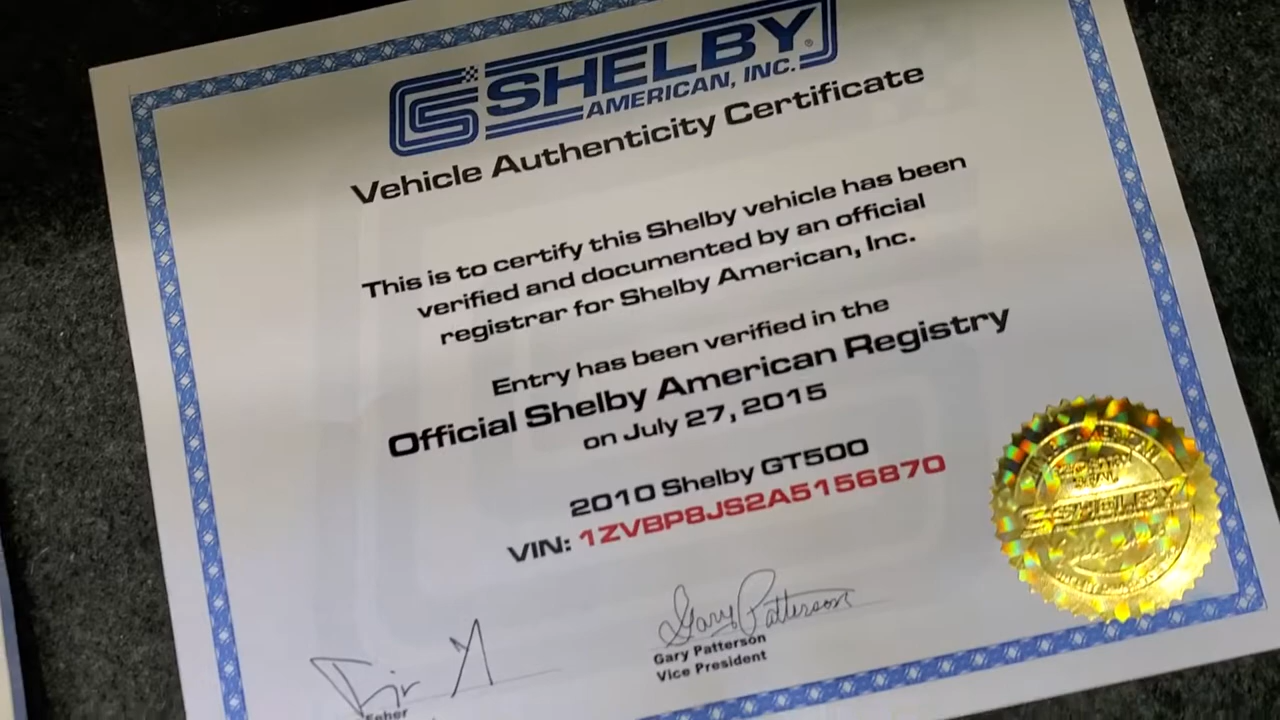 SHELBY®
AMERICAN, INC.
Vehicle Authenticity Certificate
This is to certify this Shelby vehicle has been
verified and documented by an official
registrar for Shelby American, Inc.
Entry has been verified in the
Official Shelby American Registry
on July 27, 2015
2010 Shelby GT500
VIN: 1ZVBP8JS2A5156870
Gary Patterson
Gary Patterson
Vice President
Feher
SHELBY